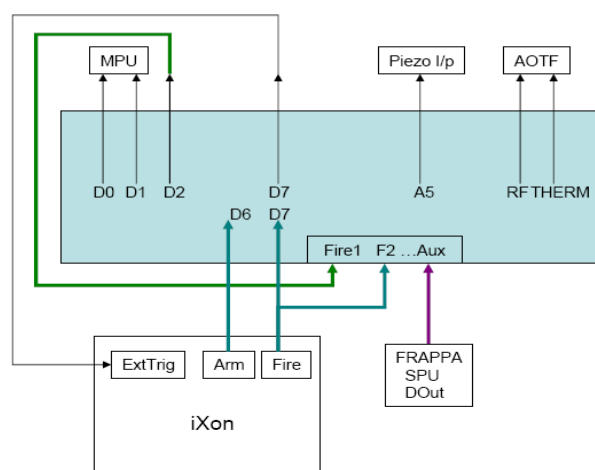 MPU
Piezo I/p
AOTF
D0 D1 D2 D7 A5 RF THERM
D6 D7
Fire1 F2 ...Aux
ExtTrig Arm Fire
FRAPPA
SPU
DOut
iXon